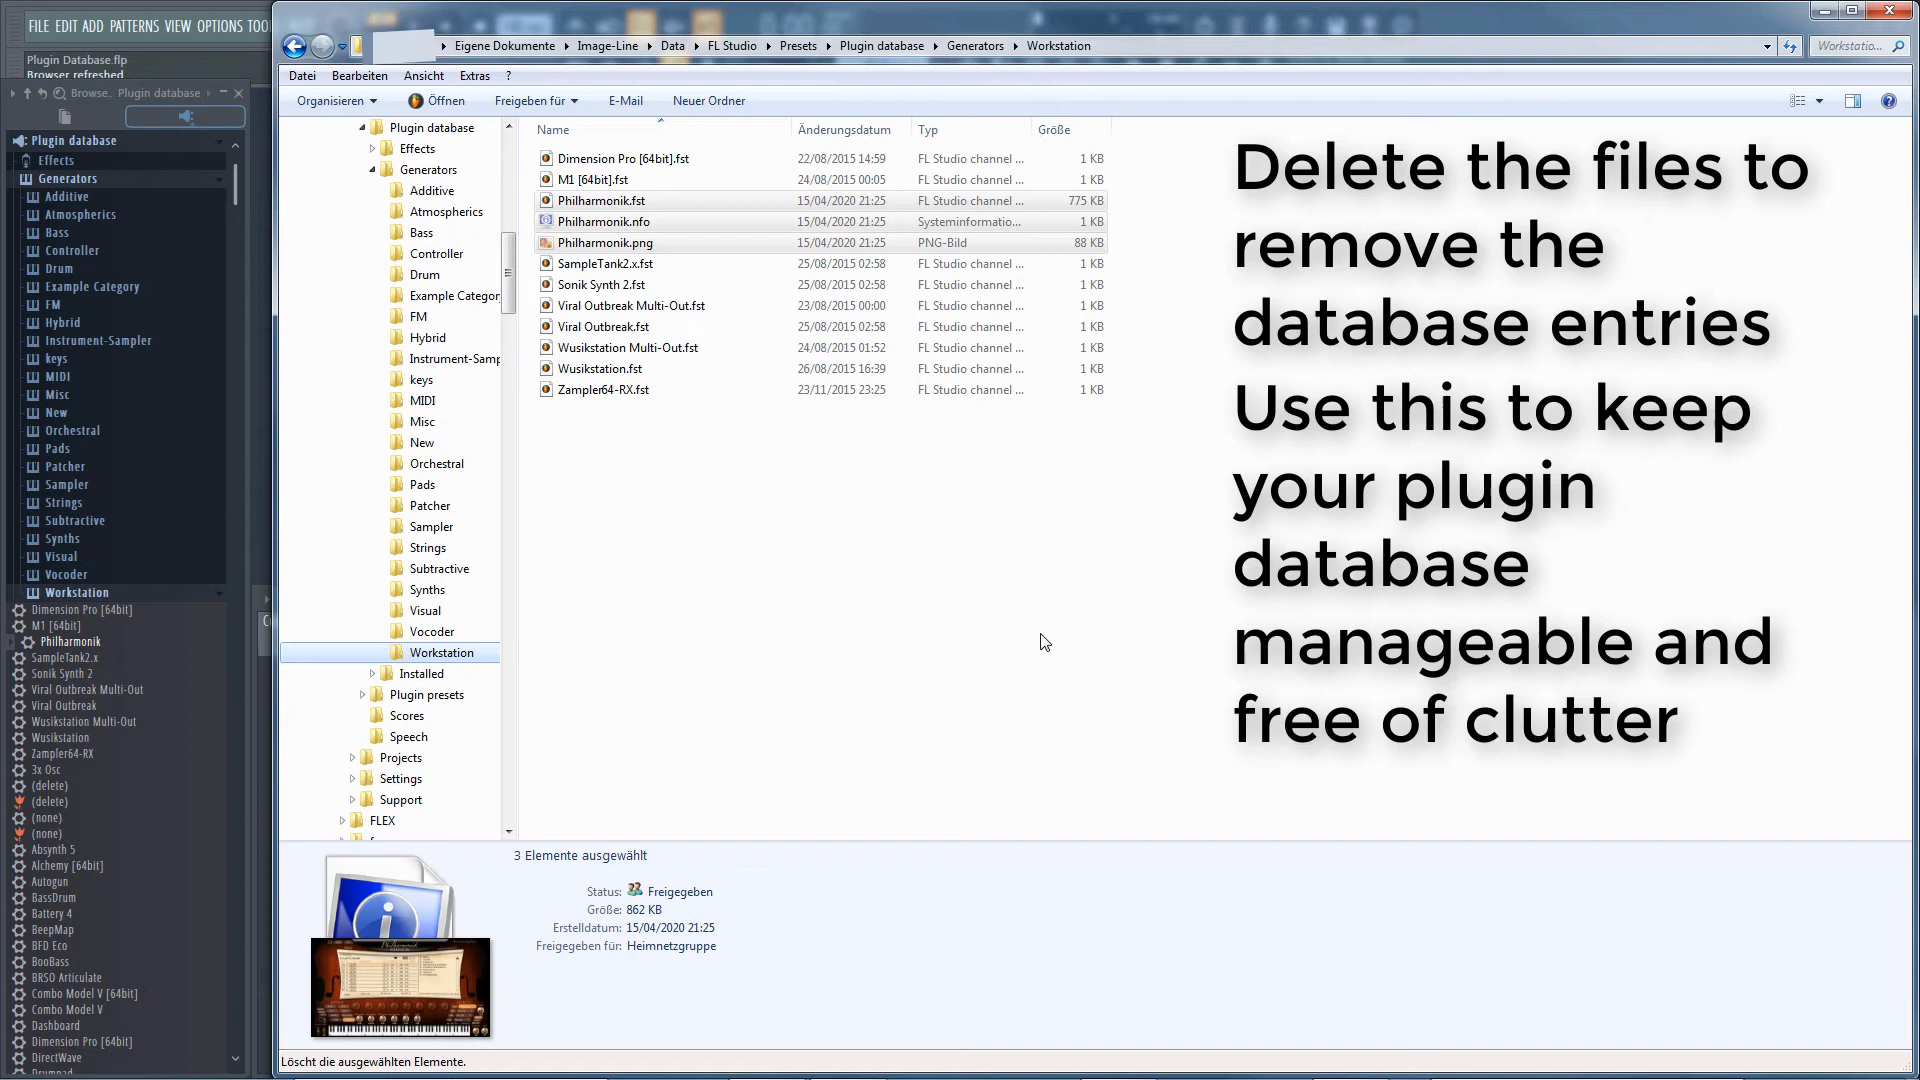 FILE EDIT ADD PATTERNS VIEW OPTIONS TOO
Plugin Database.flp
Browser refreshed
Browse.. Plugin database
Plugin database
Effects
Generators
Additive
Atmospherics
Bass
Controller
Drum
Example Category
FM
Hybrid
Instrument-Sampler
keys
MIDI
Misc
New
Orchestral
Pads
Patcher
Sampler
Strings
Subtractive
Synths
Visual
Vocoder
Workstation
Dimension Pro [64bit]
M1 [64bit]
Philharmonik
SampleTank2.x
Sonik Synth 2
Viral Outbreak Multi-Out
Viral Outbreak
Wusikstation Multi-Out
Wusikstation
Zampler64-RX
3x Osc
(delete)
(delete)
(none)
(none)
Absynth 5
Alchemy [64bit]
Autogun
BassDrum
Battery 4
BeepMap
BFD Eco
BooBass
BRSO Articulate
Combo Model V [64bit]
Combo Model V
Dashboard
Dimension Pro [64bit]
DirectWave
Drumpad
Eigene Dokumente Image-Line Data FL Studio Presets Plugin database Generators Workstation
Workstatio...
Datei Bearbeiten Ansicht Extras ?
Organisieren Öffnen Freigeben für E-Mail Neuer Ordner
Plugin database
Effects
Generators
Additive
Atmospherics
Bass
Controller
Drum
Example Categor
FM
Hybrid
Instrument-Samp
keys
MIDI
Misc
New
Orchestral
Pads
Patcher
Sampler
Strings
Subtractive
Synths
Visual
Vocoder
Workstation
Installed
Plugin presets
Scores
Speech
Projects
Settings
Support
FLEX
Name Änderungsdatum Typ Größe
Dimension Pro [64bit].fst 22/08/2015 14:59 FL Studio channel ... 1 KB
M1 [64bit].fst 24/08/2015 00:05 FL Studio channel ... 1 KB
Philharmonik.fst 15/04/2020 21:25 FL Studio channel ... 775 KB
Philharmonik.nfo 15/04/2020 21:25 Systeminformatio... 1 KB
Philharmonik.png 15/04/2020 21:25 PNG-Bild 88 KB
SampleTank2.x.fst 25/08/2015 02:58 FL Studio channel ... 1 KB
Sonik Synth 2.fst 25/08/2015 02:58 FL Studio channel ... 1 KB
Viral Outbreak Multi-Out.fst 23/08/2015 00:00 FL Studio channel ... 1 KB
Viral Outbreak.fst 25/08/2015 02:58 FL Studio channel ... 1 KB
Wusikstation Multi-Out.fst 24/08/2015 01:52 FL Studio channel ... 1 KB
Wusikstation.fst 26/08/2015 16:39 FL Studio channel ... 1 KB
Zampler64-RX.fst 23/11/2015 23:25 FL Studio channel ... 1 KB
Delete the files to
remove the
database entries
Use this to keep
your plugin
database
manageable and
free of clutter
3 Elemente ausgewählt
Status: Freigegeben
Größe: 862 KB
Erstelldatum: 15/04/2020 21:25
Freigegeben für: Heimnetzgruppe
Philharmonik
Löscht die ausgewählten Elemente.